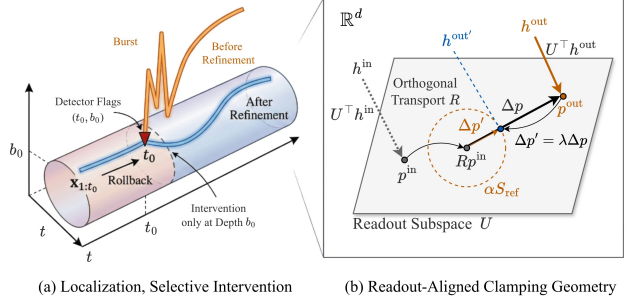 Burst
Before
Refinement
Detector Flags
(t₀, b₀)
After
Refinement
b₀
t₀
x₁:t₀
Rollback
Intervention
only at Depth b₀
t
t₀
t
(a) Localization, Selective Intervention
ℝᵈ
hᵒᵘᵗ′
hᵒᵘᵗ
U⊤hᵒᵘᵗ
hⁱⁿ
Orthogonal
Transport R
U⊤hⁱⁿ
Δp
pᵒᵘᵗ
Δp′
Δp′ = λΔp
Rpⁱⁿ
pⁱⁿ
αS_ref
Readout Subspace U
(b) Readout-Aligned Clamping Geometry